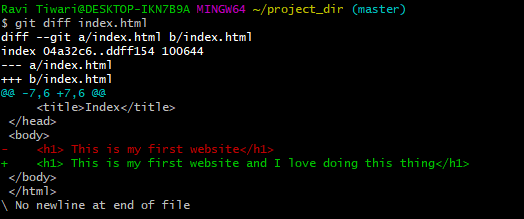 Ravi Tiwari@DESKTOP-IKN7B9A MINGW64 ~/project_dir (master)
$ git diff index.html
diff --git a/index.html b/index.html
index 04a32c6..ddff154 100644
--- a/index.html
+++ b/index.html
@@ -7,6 +7,6 @@
     <title>Index</title>
 </head>
 <body>
-    <h1> This is my first website</h1>
+    <h1> This is my first website and I love doing this thing</h1>
 </body>
 </html>
\ No newline at end of file